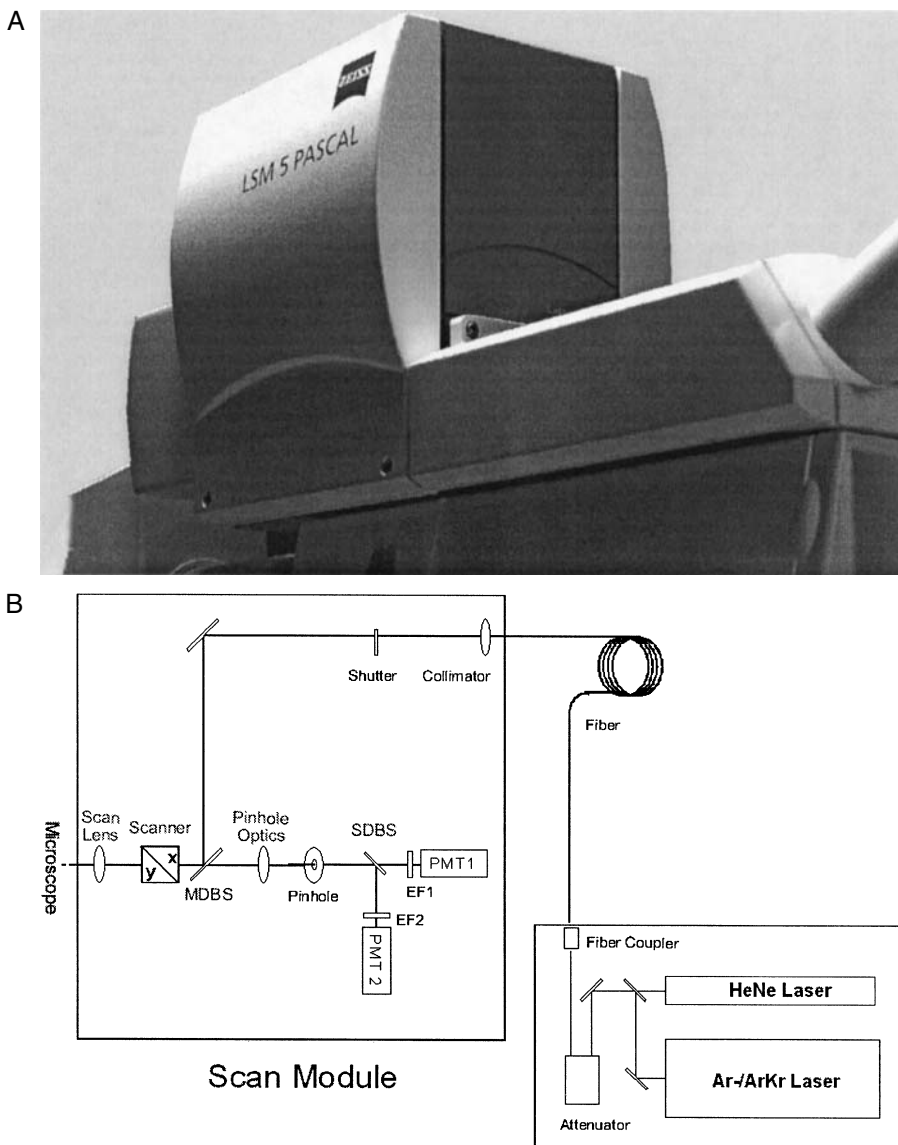 A
ZEISS
LSM 5 PASCAL
B
Shutter
Collimator
Fiber
Microscope
Scan
Lens
Scanner
x
y
MDBS
Pinhole
Optics
Pinhole
SDBS
PMT1
EF1
EF2
PMT 2
Scan Module
Fiber Coupler
HeNe Laser
Ar-/ArKr Laser
Attenuator